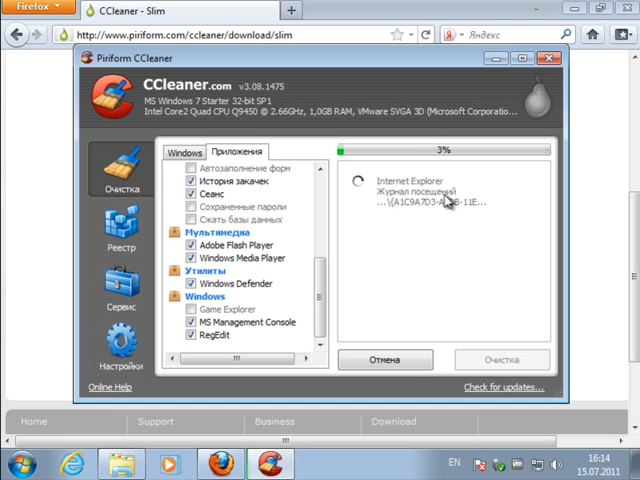 Firefox
CCleaner - Slim
http://www.piriform.com/ccleaner/download/slim
Яндекс
Piriform CCleaner
CCleaner.com v3.08.1475
MS Windows 7 Starter 32-bit SP1
Intel Core2 Quad CPU Q9450 @ 2.66GHz, 1,0GB RAM, VMware SVGA 3D (Microsoft Corporatio...
Очистка
Реестр
Сервис
Настройки
Windows
Приложения
Автозаполнение форм
История закачек
Сеанс
Сохраненные пароли
Сжать базы данных
Мультимедиа
Adobe Flash Player
Windows Media Player
Утилиты
Windows Defender
Windows
Game Explorer
MS Management Console
RegEdit
3%
Internet Explorer
Журнал посещений
Отмена
Очистка
Online Help
Check for updates...
Home
Support
Business
Download
EN
16:14
15.07.2011